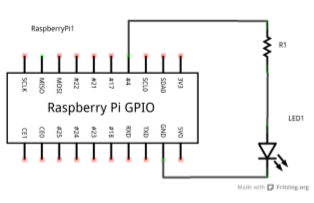 RaspberryPi1
SCLK
MISO
MOSI
#22
#21
#17
#4
SCL0
SDA0
3V3
R1
Raspberry Pi GPIO
LED1
CE1
CE0
#25
#24
#23
#18
RXD
TXD
GND
5V0
Made with Fritzing.org